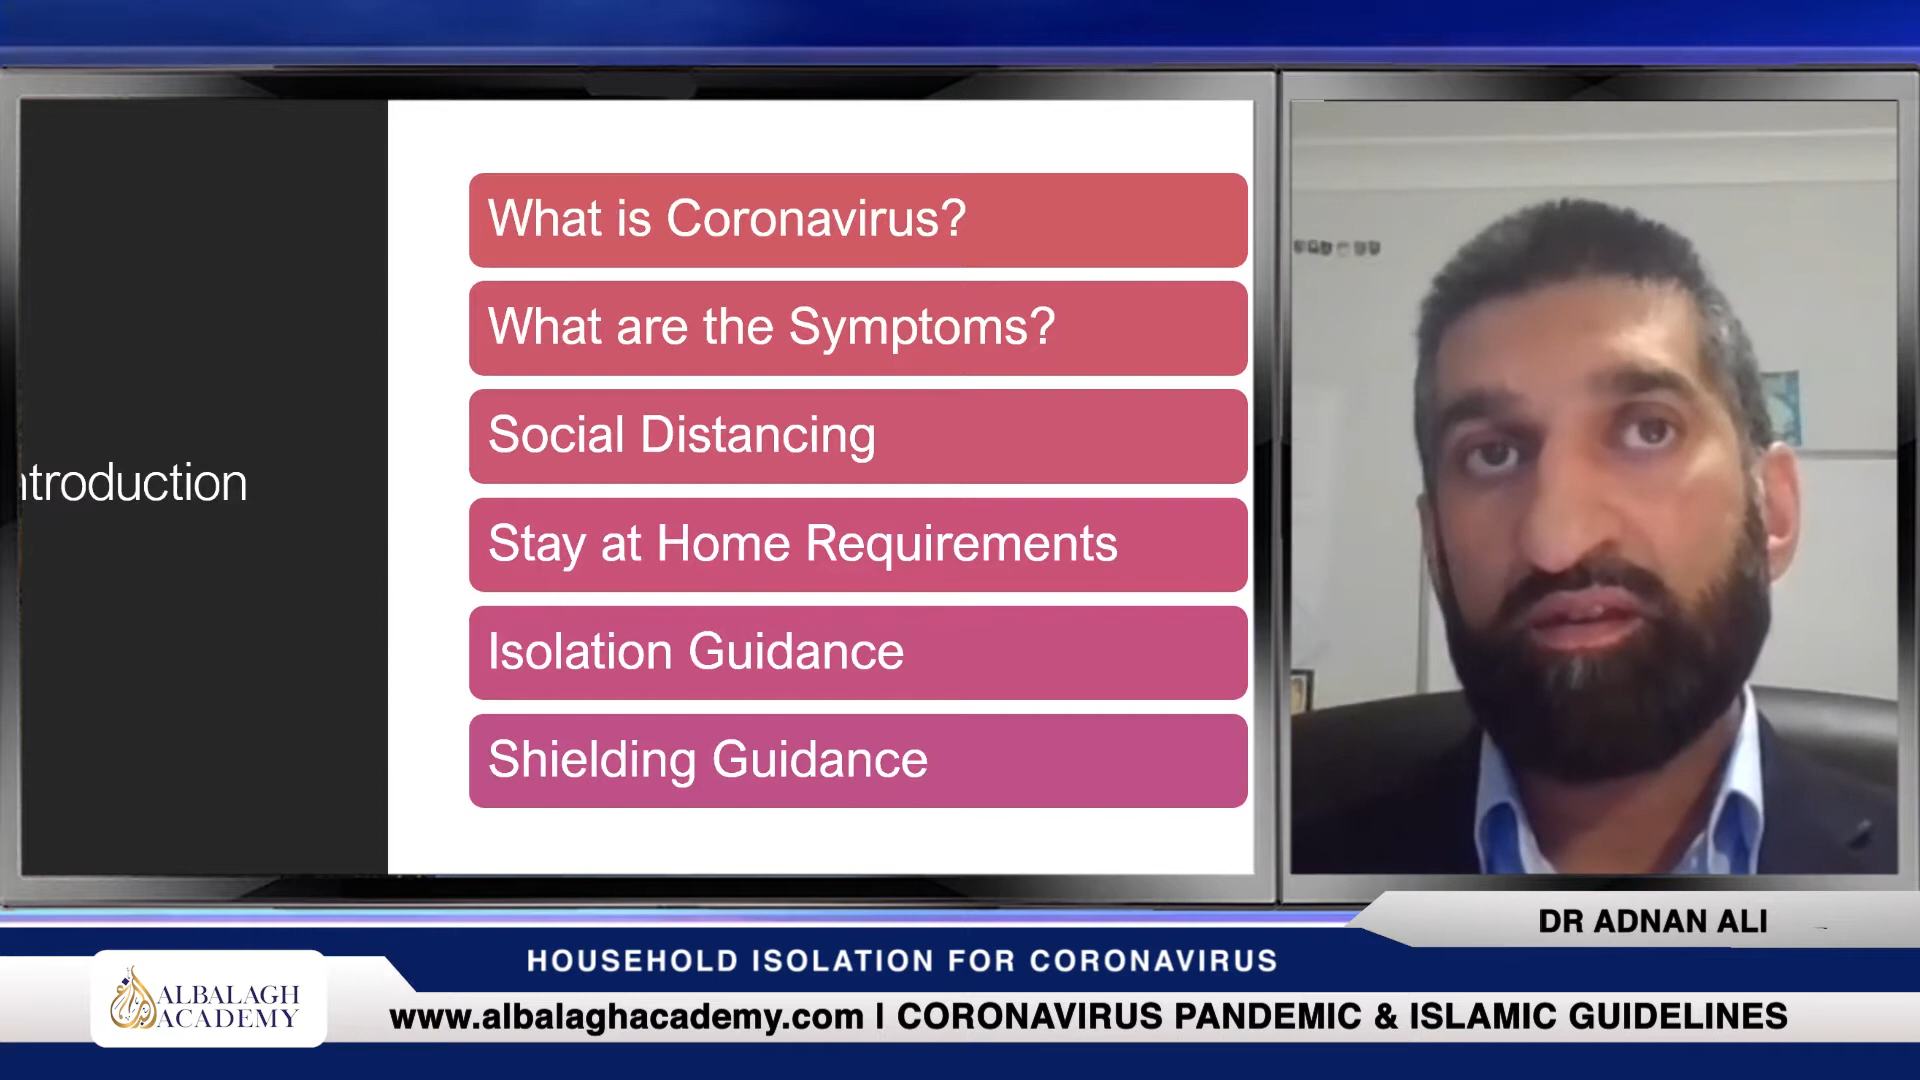 ntroduction
What is Coronavirus?
What are the Symptoms?
Social Distancing
Stay at Home Requirements
Isolation Guidance
Shielding Guidance
DR ADNAN ALI
HOUSEHOLD ISOLATION FOR CORONAVIRUS
ALBALAGH
ACADEMY
www.albalaghacademy.com | CORONAVIRUS PANDEMIC & ISLAMIC GUIDELINES